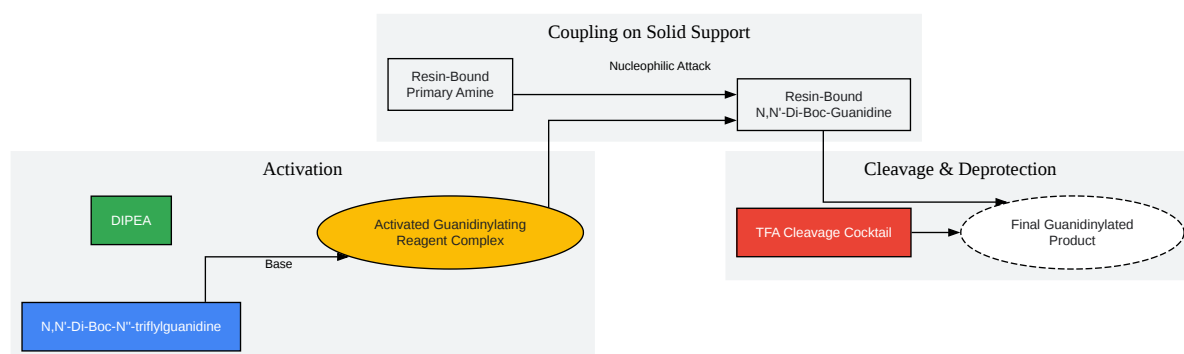 Coupling on Solid Support
Resin-Bound
Primary Amine
Nucleophilic Attack
Resin-Bound
N,N'-Di-Boc-Guanidine
Activation
DIPEA
Activated Guanidinylating
Reagent Complex
Base
N,N'-Di-Boc-N''-triflylguanidine
Cleavage & Deprotection
TFA Cleavage Cocktail
Final Guanidinylated
Product